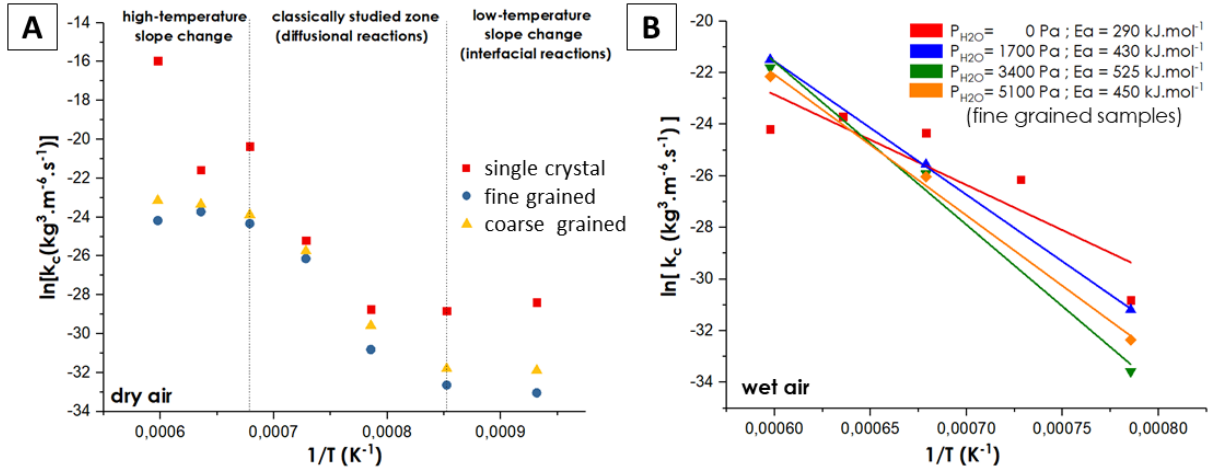 A
high-temperature
slope change
classically studied zone
(diffusional reactions)
low-temperature
slope change
(interfacial reactions)
-14
-16
-18
-20
-22
-24
-26
-28
-30
-32
-34
ln[kc(kg³.m⁻⁶.s⁻¹)]
single crystal
fine grained
coarse grained
dry air
0,0006
0,0007
0,0008
0,0009
1/T (K⁻¹)
B
PH2O= 0 Pa ; Ea = 290 kJ.mol⁻¹
PH2O= 1700 Pa ; Ea = 430 kJ.mol⁻¹
PH2O= 3400 Pa ; Ea = 525 kJ.mol⁻¹
PH2O= 5100 Pa ; Ea = 450 kJ.mol⁻¹
(fine grained samples)
-20
-22
-24
-26
-28
-30
-32
-34
ln[ kc (kg³.m⁻⁶.s⁻¹) ]
wet air
0,00060
0,00065
0,00070
0,00075
0,00080
1/T (K⁻¹)